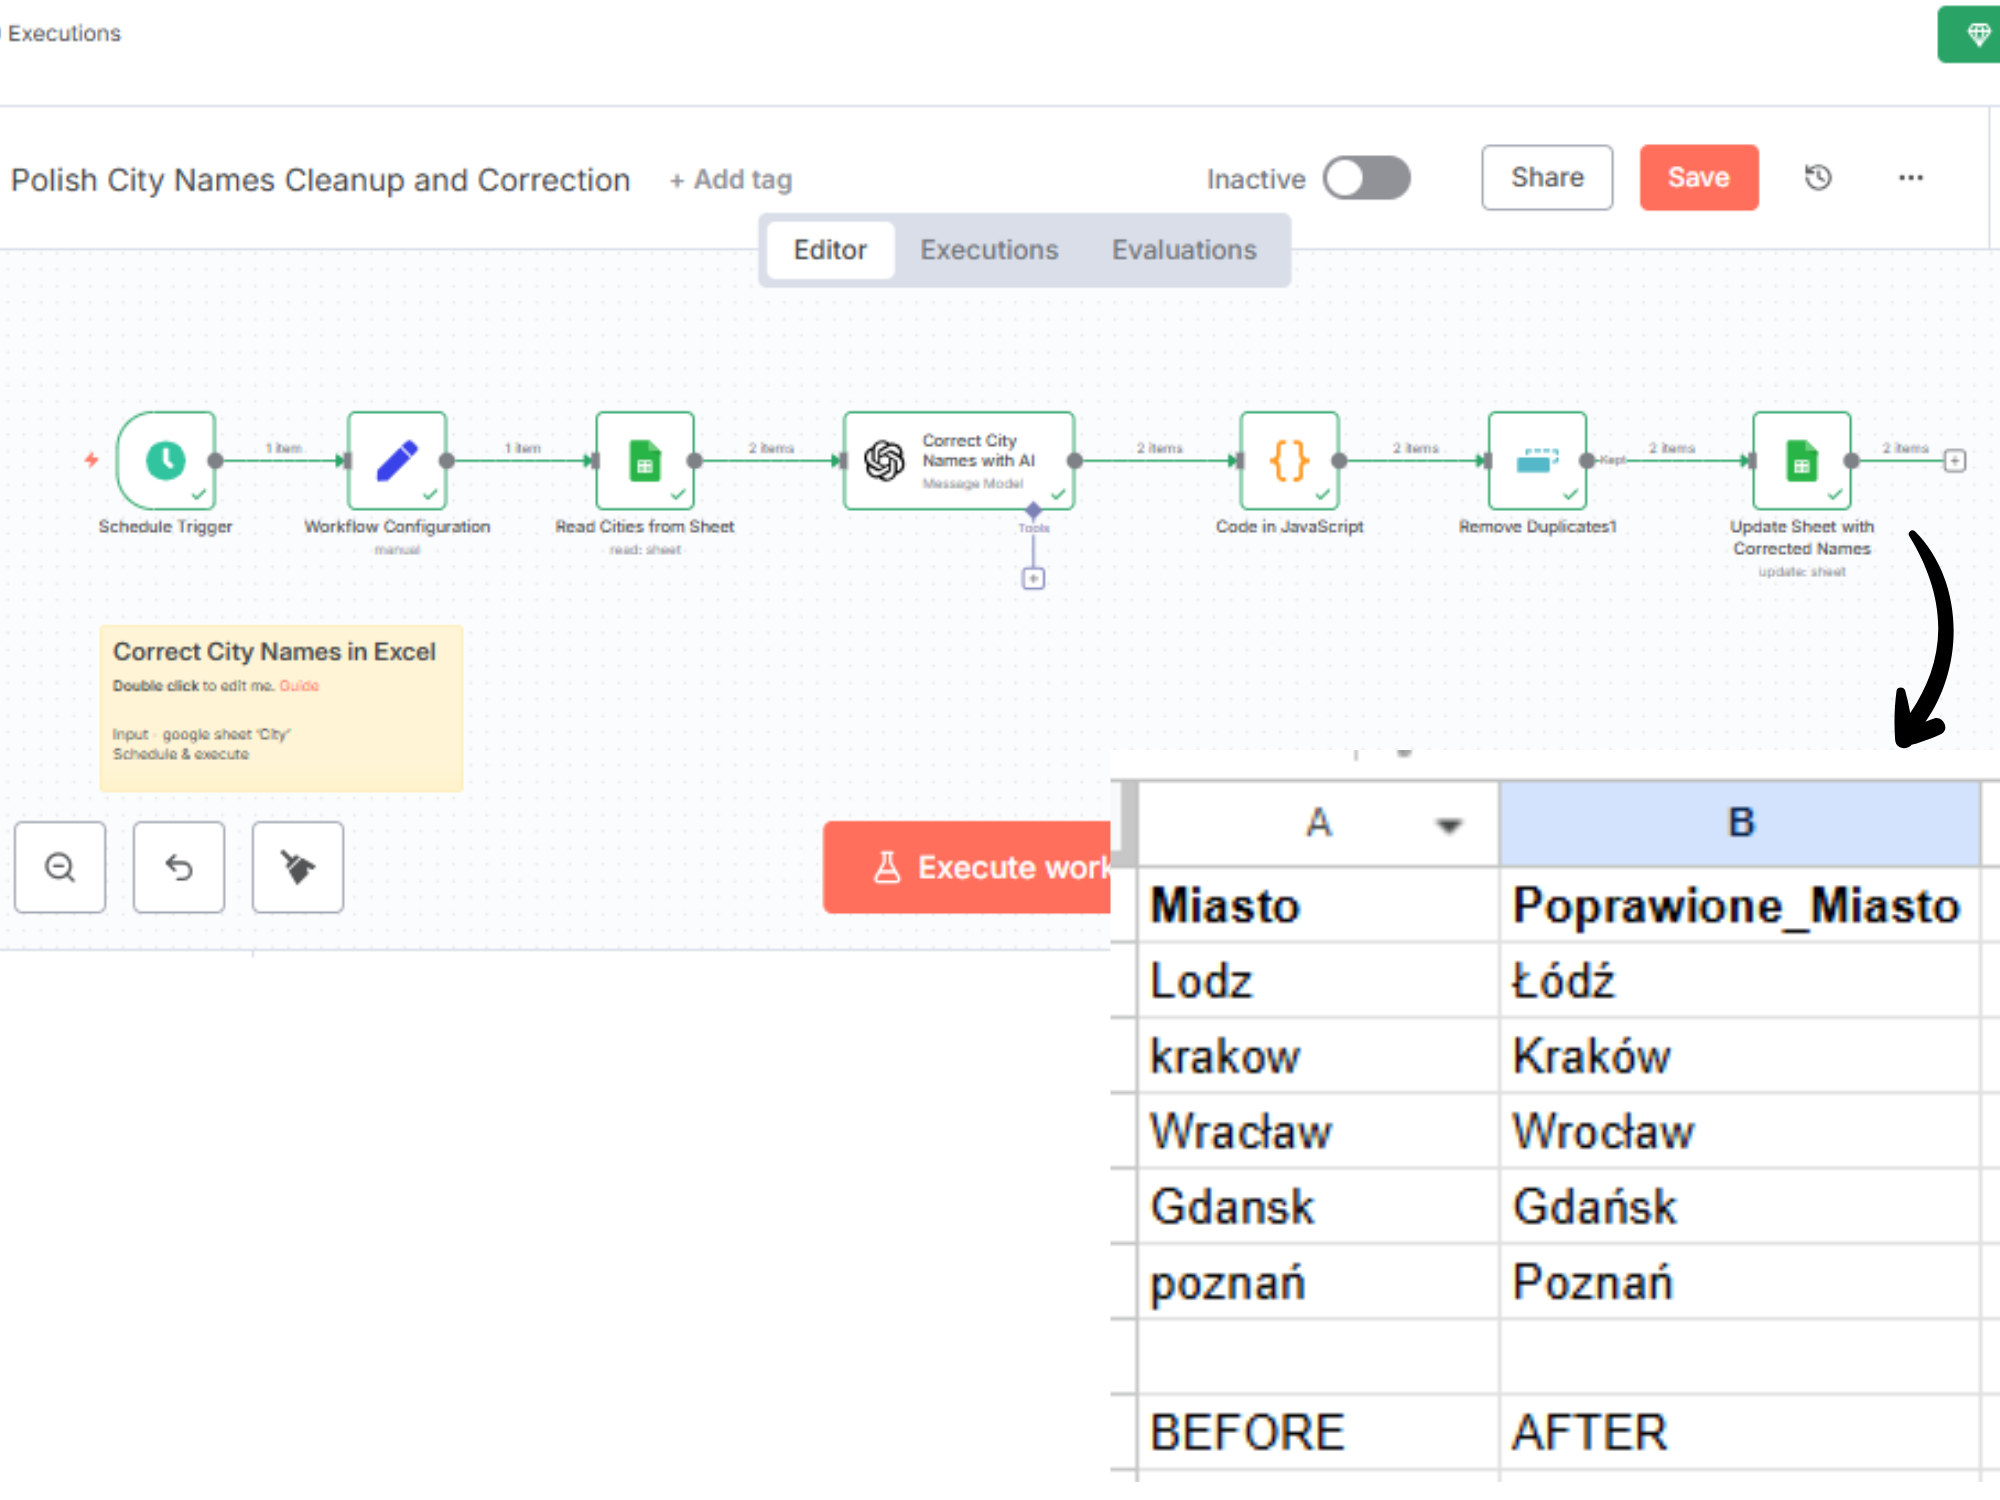 Executions
Polish City Names Cleanup and Correction
+ Add tag
Inactive
Share
Save
Editor
Executions
Evaluations
1 item
1 item
2 items
2 items
2 items
Kept
2 items
2 items
Correct City
Names with AI
Message Model
Tools
Schedule Trigger
Workflow Configuration
manual
Read Cities from Sheet
read: sheet
Code in JavaScript
Remove Duplicates1
Update Sheet with
Corrected Names
update: sheet
Correct City Names in Excel
Double click to edit me. Guide
Input - google sheet 'City'
Schedule & execute
Execute work
A B
Miasto Poprawione_Miasto
Lodz Łódź
krakow Kraków
Wracław Wrocław
Gdansk Gdańsk
poznań Poznań
BEFORE AFTER